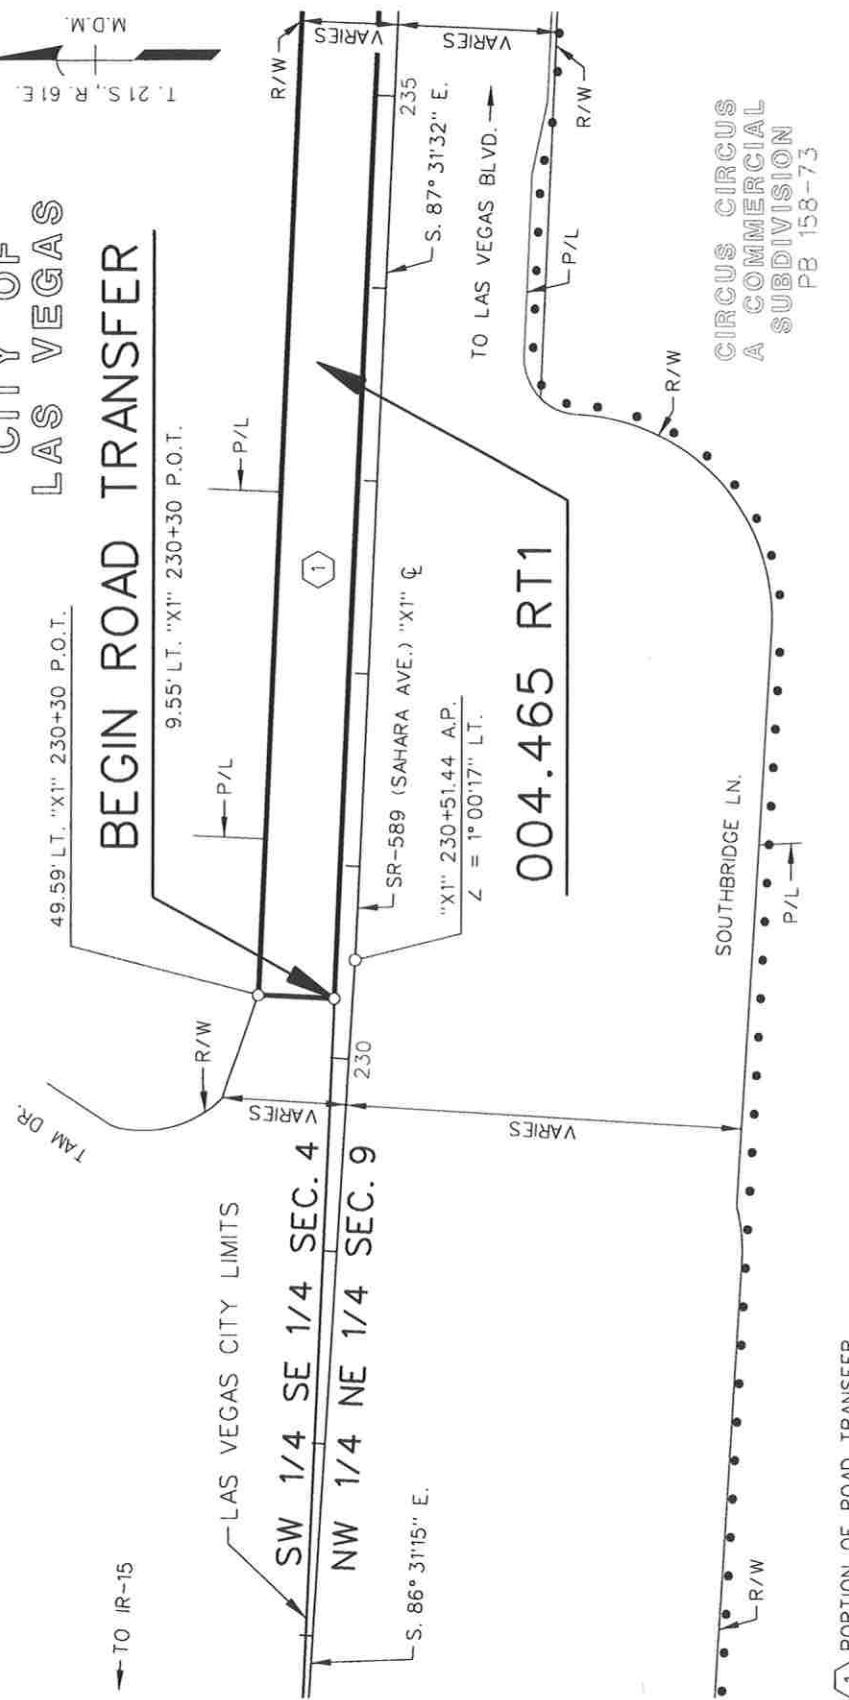 CITY OF
LAS VEGAS
T. 21 S., R. 61 E.
M.D.M.
49.59' LT. "X1" 230+30 P.O.T.
BEGIN ROAD TRANSFER
9.55' LT. "X1" 230+30 P.O.T.
TAM DR.
R/W
P/L
P/L
R/W
VARIES
VARIES
1
← TO IR-15
LAS VEGAS CITY LIMITS
VARIES
SW 1/4 SE 1/4 SEC. 4
NW 1/4 NE 1/4 SEC. 9
230
235
S. 86° 31'15" E.
SR-589 (SAHARA AVE.) "X1" ℄
S. 87° 31'32" E.
"X1" 230+51.44 A.P.
∠ = 1° 00'17" LT.
TO LAS VEGAS BLVD. →
004.465 RT1
VARIES
P/L
R/W
R/W
SOUTHBRIDGE LN.
P/L
R/W
CIRCUS CIRCUS
A COMMERCIAL
SUBDIVISION
PB 158-73
1 PORTION OF ROAD TRANSFER